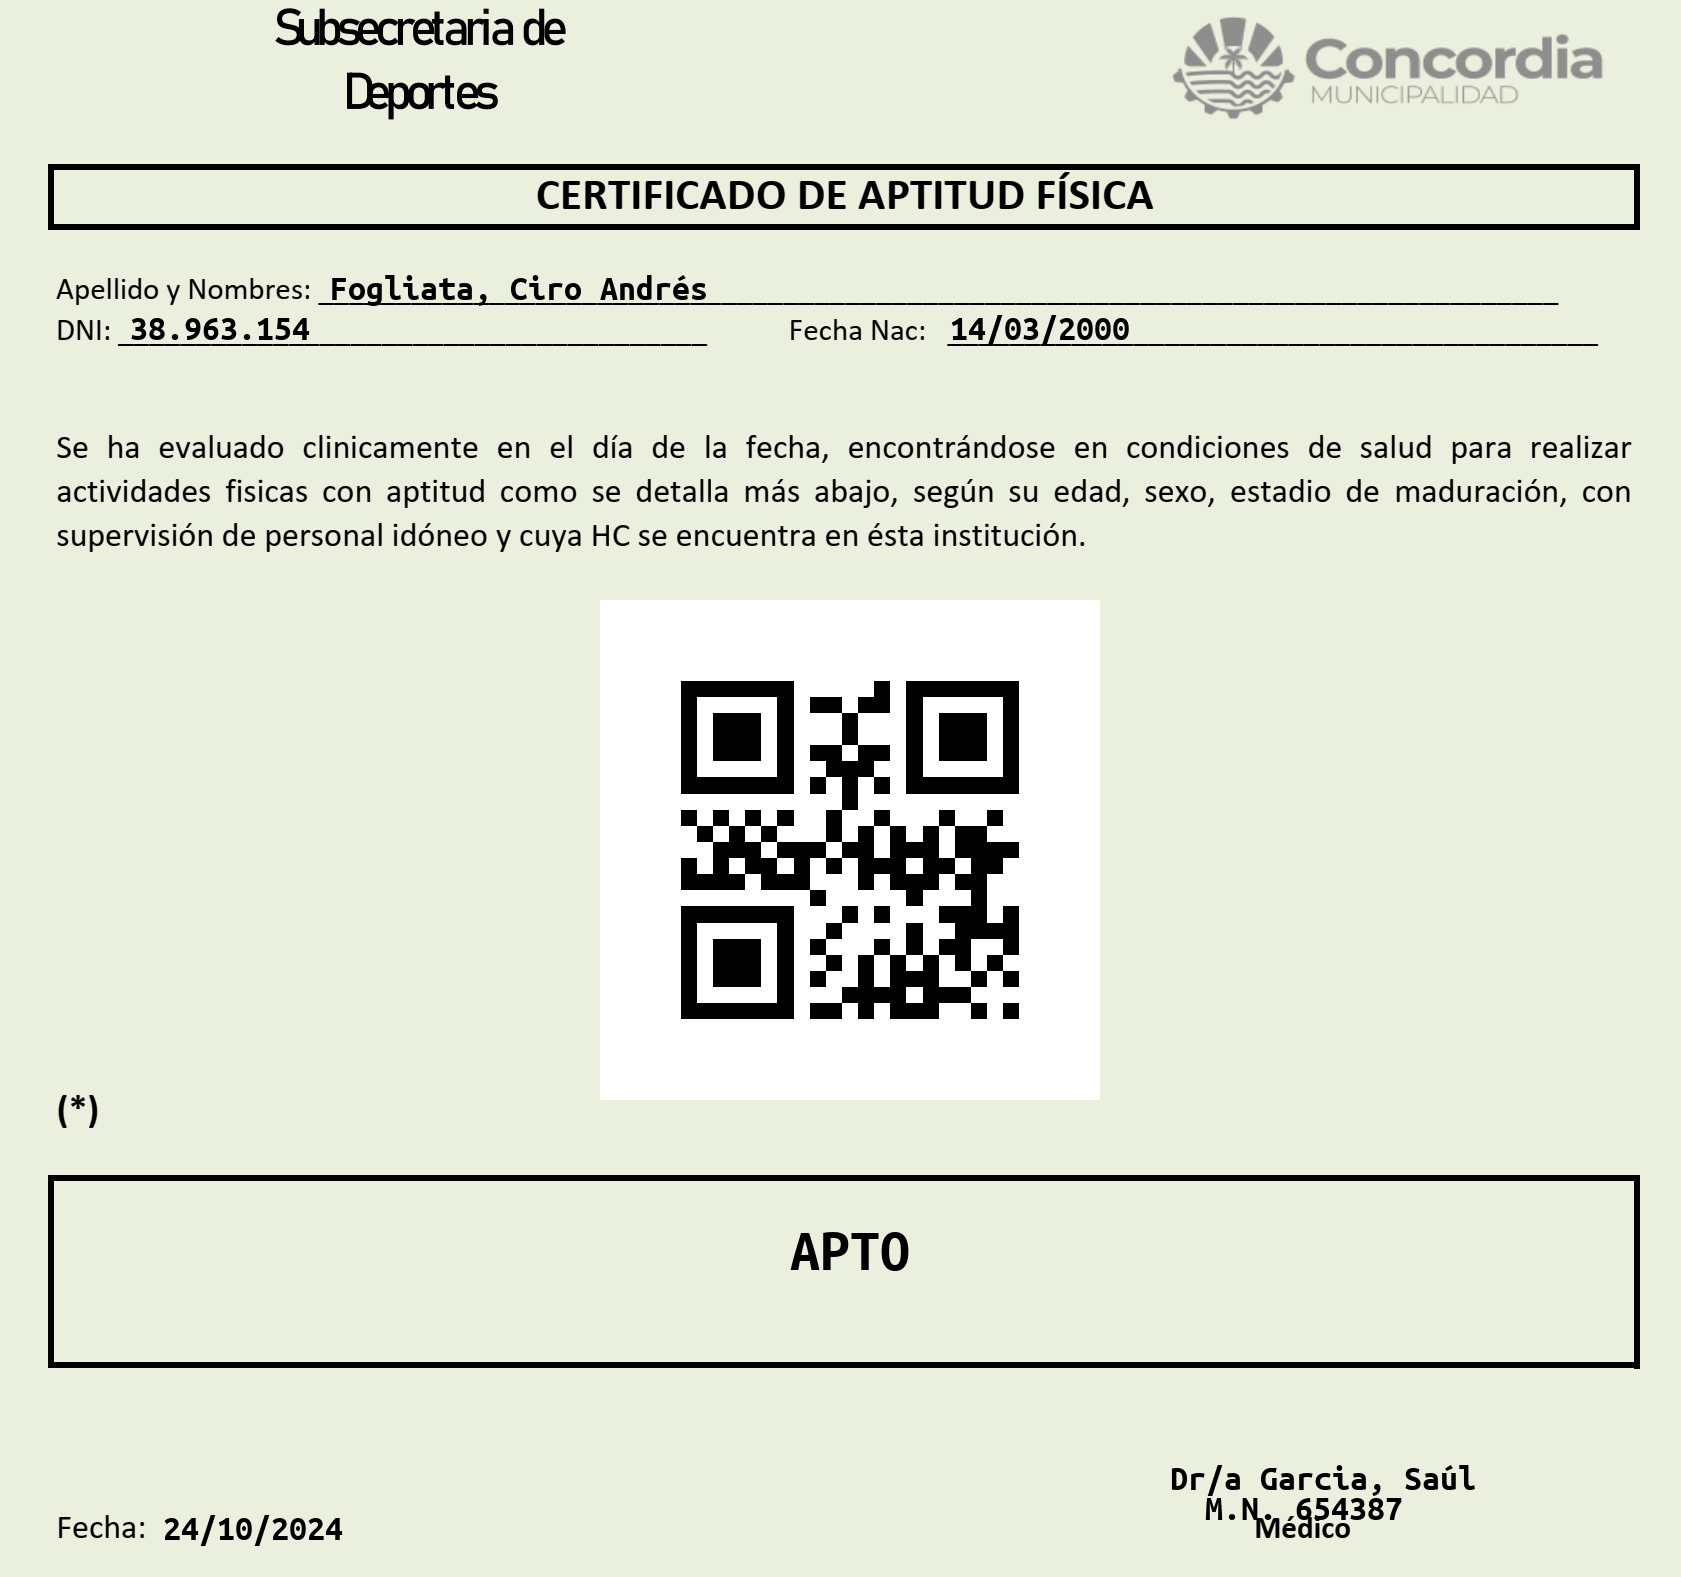 Subsecretaria de
Deportes
Concordia
MUNICIPALIDAD
CERTIFICADO DE APTITUD FÍSICA
Apellido y Nombres: Fogliata, Ciro Andrés
DNI: 38.963.154 Fecha Nac: 14/03/2000
Se ha evaluado clinicamente en el día de la fecha, encontrándose en condiciones de salud para realizar
actividades fisicas con aptitud como se detalla más abajo, según su edad, sexo, estadio de maduración, con
supervisión de personal idóneo y cuya HC se encuentra en ésta institución.
(*)
APTO
Dr/a Garcia, Saúl
M.N. 654387
Médico
Fecha: 24/10/2024